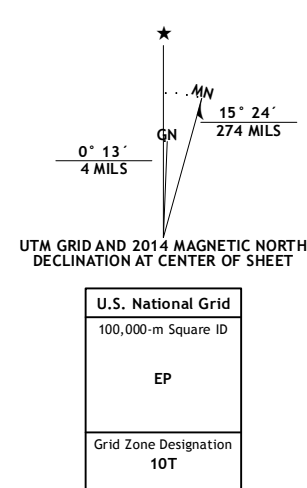 MN
15° 24´
274 MILS
GN
0° 13´
4 MILS
UTM GRID AND 2014 MAGNETIC NORTH
DECLINATION AT CENTER OF SHEET
U.S. National Grid
100,000-m Square ID
EP
Grid Zone Designation
10T